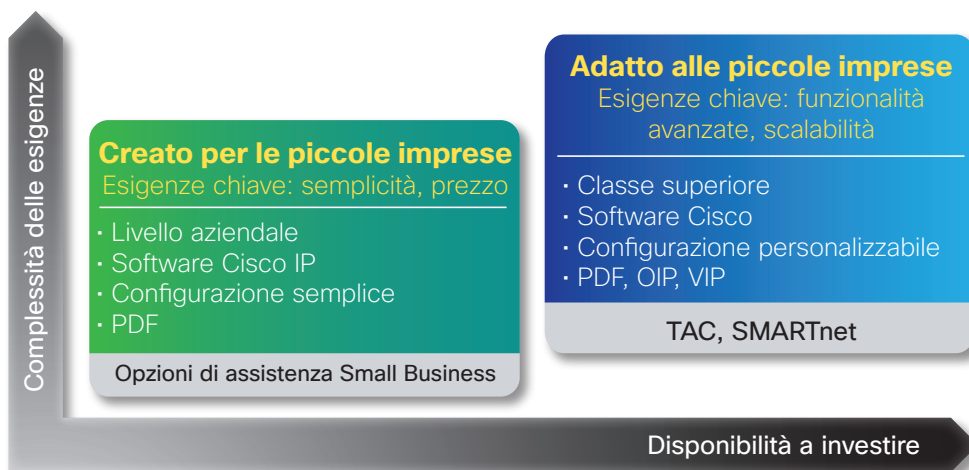 Complessità delle esigenze
Creato per le piccole imprese
Esigenze chiave: semplicità, prezzo
· Livello aziendale
· Software Cisco IP
· Configurazione semplice
· PDF
Opzioni di assistenza Small Business
Adatto alle piccole imprese
Esigenze chiave: funzionalità
avanzate, scalabilità
· Classe superiore
· Software Cisco
· Configurazione personalizzabile
· PDF, OIP, VIP
TAC, SMARTnet
Disponibilità a investire